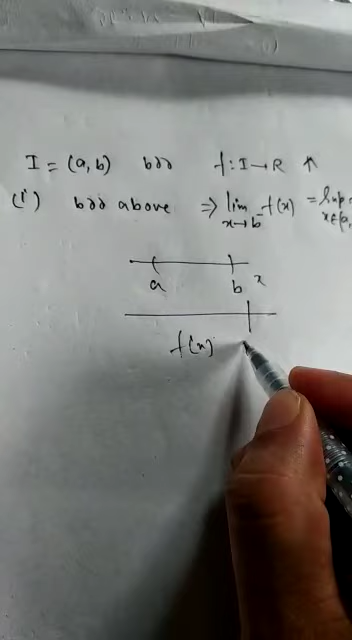 I = (a, b) bdd f : I → R ↑
(i) bdd above ⇒ lim x→b⁻ f(x) = sup
a b x
f(x)